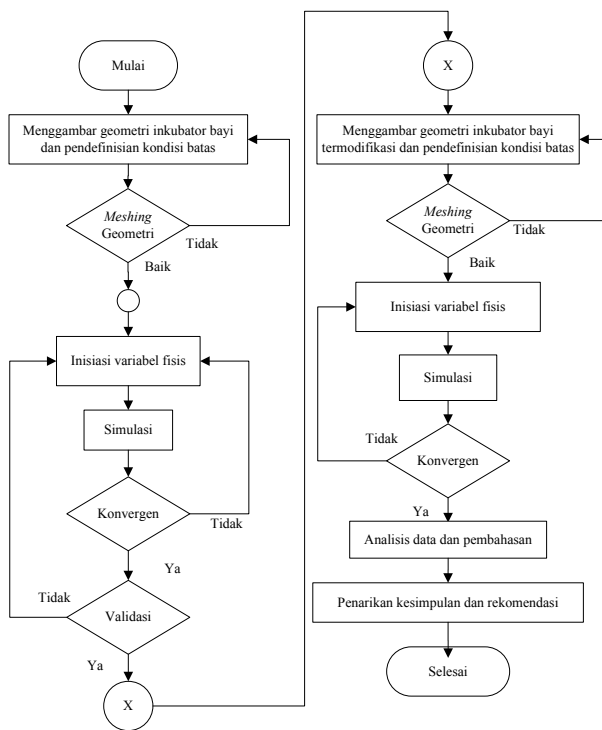 Mulai
Menggambar geometri inkubator bayi
dan pendefinisian kondisi batas
Meshing
Geometri
Tidak
Baik
Inisiasi variabel fisis
Simulasi
Konvergen
Tidak
Ya
Tidak
Validasi
Ya
X
X
Menggambar geometri inkubator bayi
termodifikasi dan pendefinisian kondisi batas
Meshing
Geometri
Tidak
Baik
Inisiasi variabel fisis
Simulasi
Tidak
Konvergen
Ya
Analisis data dan pembahasan
Penarikan kesimpulan dan rekomendasi
Selesai